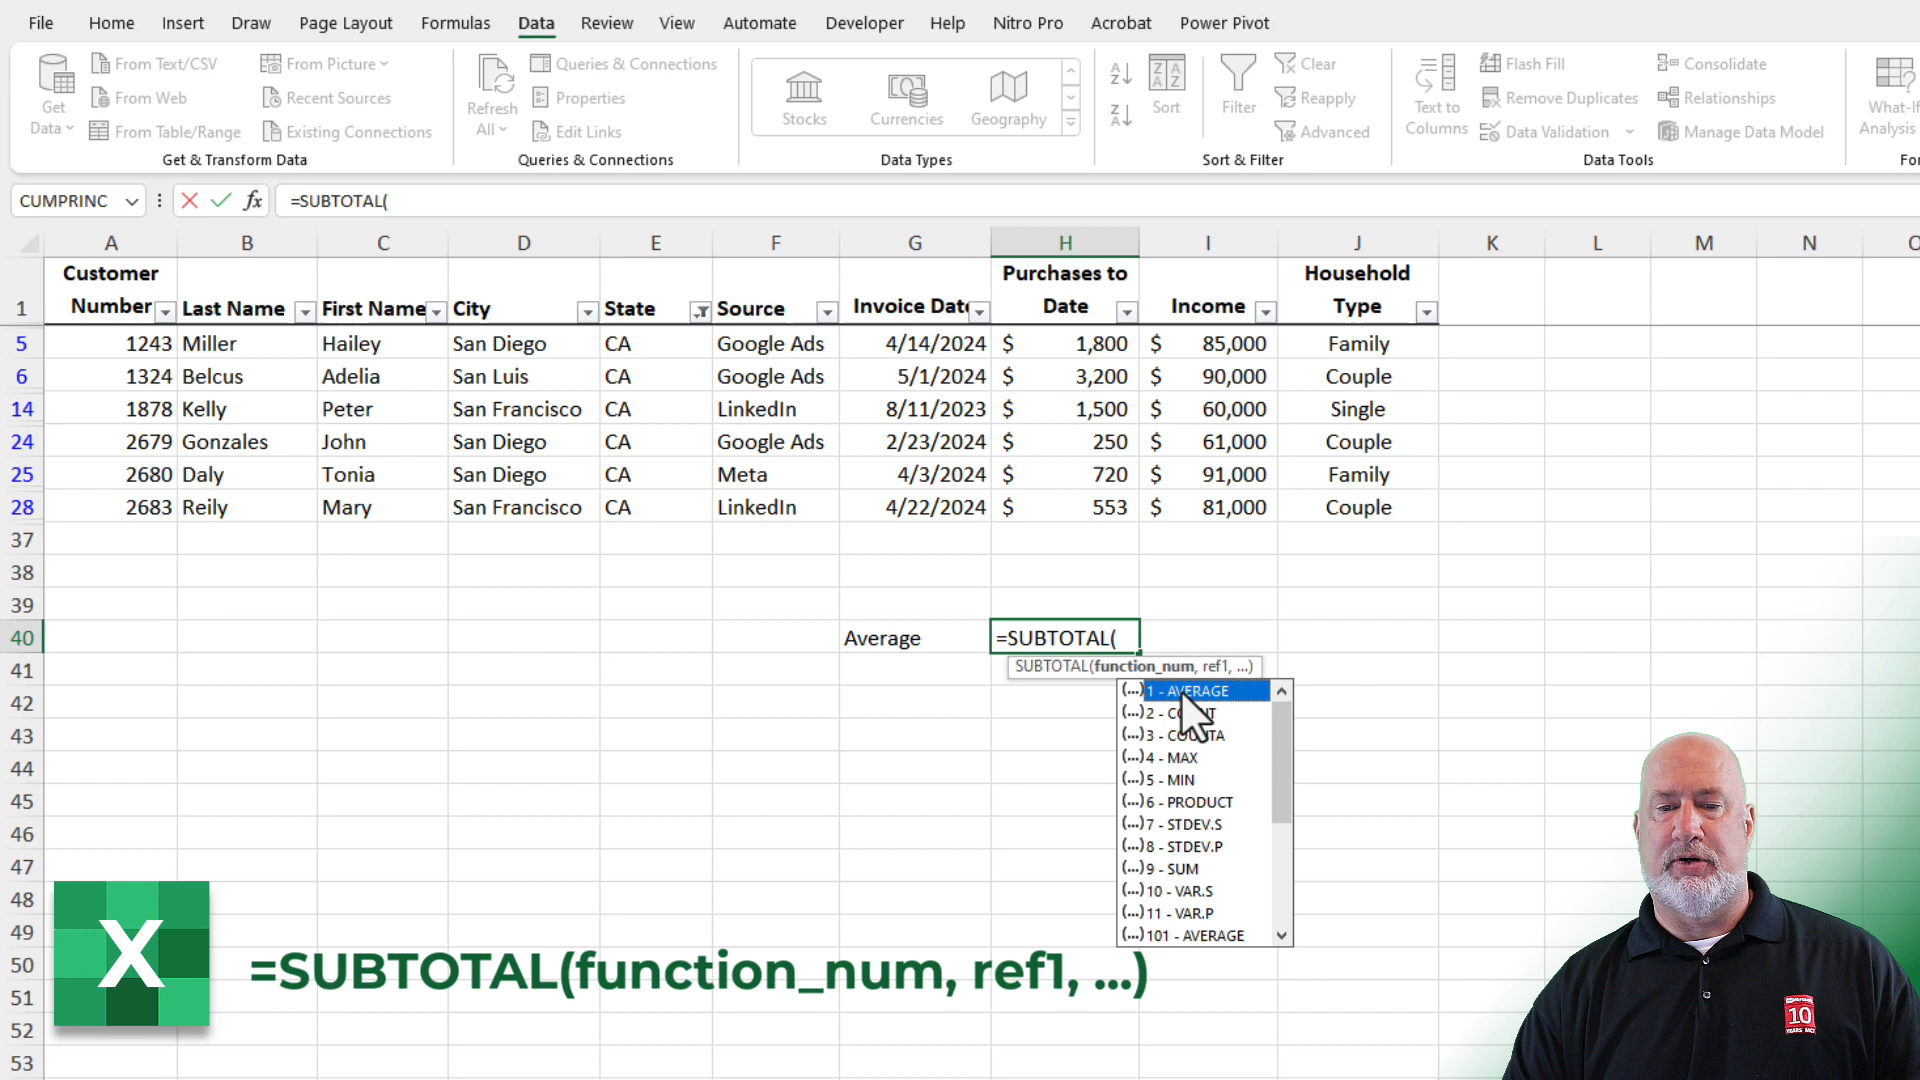 File Home Insert Draw Page Layout Formulas Data Review View Automate Developer Help Nitro Pro Acrobat Power Pivot
Get Data
From Text/CSV
From Web
From Table/Range
From Picture
Recent Sources
Existing Connections
Get & Transform Data
Refresh All
Queries & Connections
Properties
Edit Links
Queries & Connections
Stocks Currencies Geography
Data Types
Sort
Filter
Clear
Reapply
Advanced
Sort & Filter
Text to Columns
Flash Fill
Remove Duplicates
Data Validation
Consolidate
Relationships
Manage Data Model
Data Tools
What-If
Analysis
CUMPRINC fx =SUBTOTAL(
A B C D E F G H I J K L M N
1 Customer Number Last Name First Name City State Source Invoice Date Purchases to Date Income Household Type
5 1243 Miller Hailey San Diego CA Google Ads 4/14/2024 $ 1,800 $ 85,000 Family
6 1324 Belcus Adelia San Luis CA Google Ads 5/1/2024 $ 3,200 $ 90,000 Couple
14 1878 Kelly Peter San Francisco CA LinkedIn 8/11/2023 $ 1,500 $ 60,000 Single
24 2679 Gonzales John San Diego CA Google Ads 2/23/2024 $ 250 $ 61,000 Couple
25 2680 Daly Tonia San Diego CA Meta 4/3/2024 $ 720 $ 91,000 Family
28 2683 Reily Mary San Francisco CA LinkedIn 4/22/2024 $ 553 $ 81,000 Couple
37
38
39
40 Average =SUBTOTAL(
SUBTOTAL(function_num, ref1, ...)
41
42
43
44
45
46
47
48
49
50
51
52
53
(...) 1 - AVERAGE
(...) 2 - COUNT
(...) 3 - COUNTA
(...) 4 - MAX
(...) 5 - MIN
(...) 6 - PRODUCT
(...) 7 - STDEV.S
(...) 8 - STDEV.P
(...) 9 - SUM
(...) 10 - VAR.S
(...) 11 - VAR.P
(...) 101 - AVERAGE
X
=SUBTOTAL(function_num, ref1, ...)
10